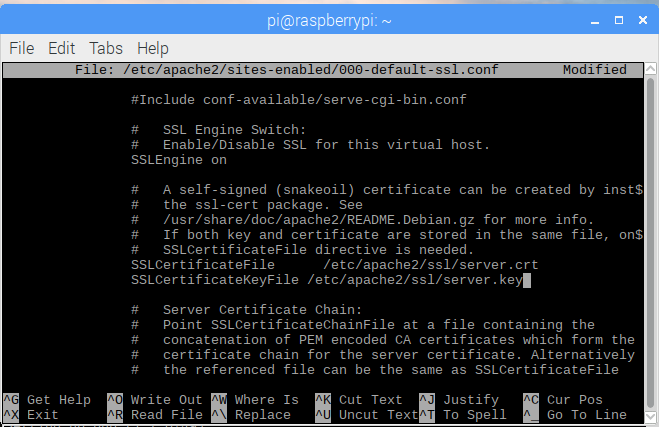 pi@raspberrypi: ~
File Edit Tabs Help
File: /etc/apache2/sites-enabled/000-default-ssl.conf Modified
#Include conf-available/serve-cgi-bin.conf
# SSL Engine Switch:
# Enable/Disable SSL for this virtual host.
SSLEngine on
# A self-signed (snakeoil) certificate can be created by inst$
# the ssl-cert package. See
# /usr/share/doc/apache2/README.Debian.gz for more info.
# If both key and certificate are stored in the same file, on$
# SSLCertificateFile directive is needed.
SSLCertificateFile /etc/apache2/ssl/server.crt
SSLCertificateKeyFile /etc/apache2/ssl/server.key
# Server Certificate Chain:
# Point SSLCertificateChainFile at a file containing the
# concatenation of PEM encoded CA certificates which form the
# certificate chain for the server certificate. Alternatively
# the referenced file can be the same as SSLCertificateFile
^G Get Help ^O Write Out ^W Where Is ^K Cut Text ^J Justify ^C Cur Pos
^X Exit ^R Read File ^\ Replace ^U Uncut Text ^T To Spell ^_ Go To Line